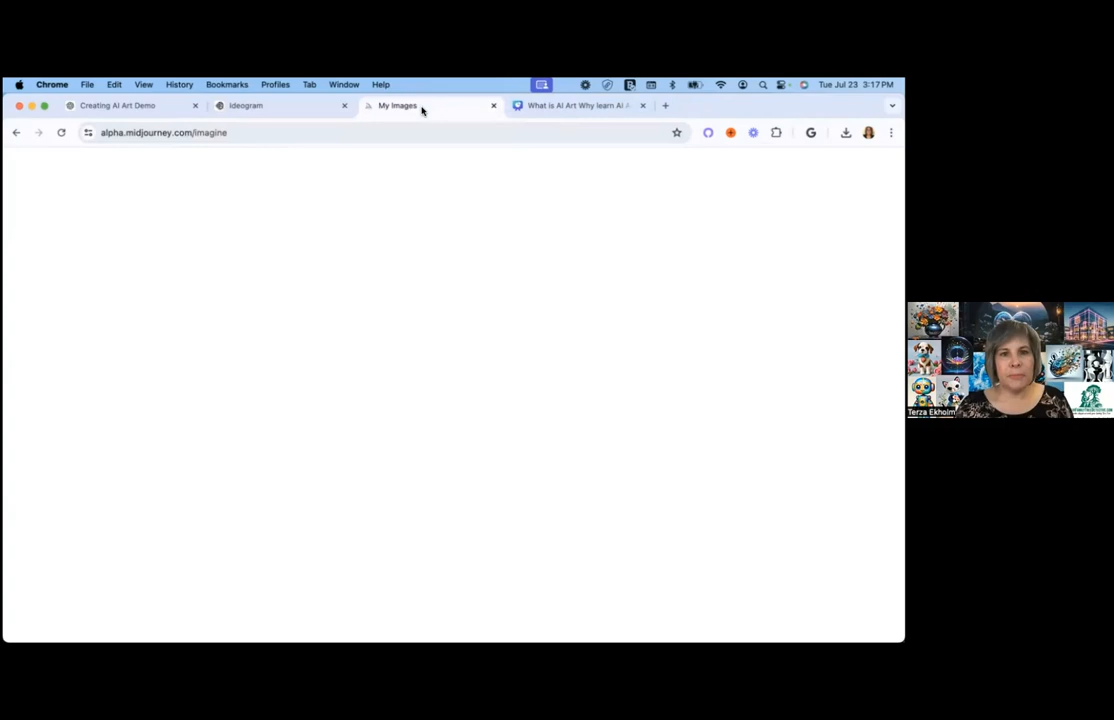 Chrome File Edit View History Bookmarks Profiles Tab Window Help Tue Jul 23 3:17 PM
Creating AI Art Demo Ideogram My Images What is AI Art Why learn AI A
alpha.midjourney.com/imagine
Terza Ekholm